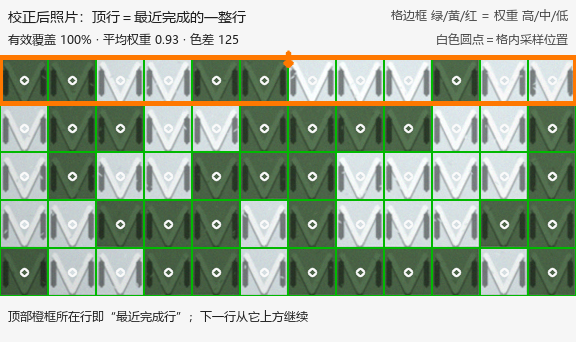 校正后照片：顶行＝最近完成的一整行
格边框 绿/黄/红 = 权重 高/中/低
有效覆盖 100% · 平均权重 0.93 · 色差 125
白色圆点＝格内采样位置
顶部橙框所在行即“最近完成行”；下一行从它上方继续